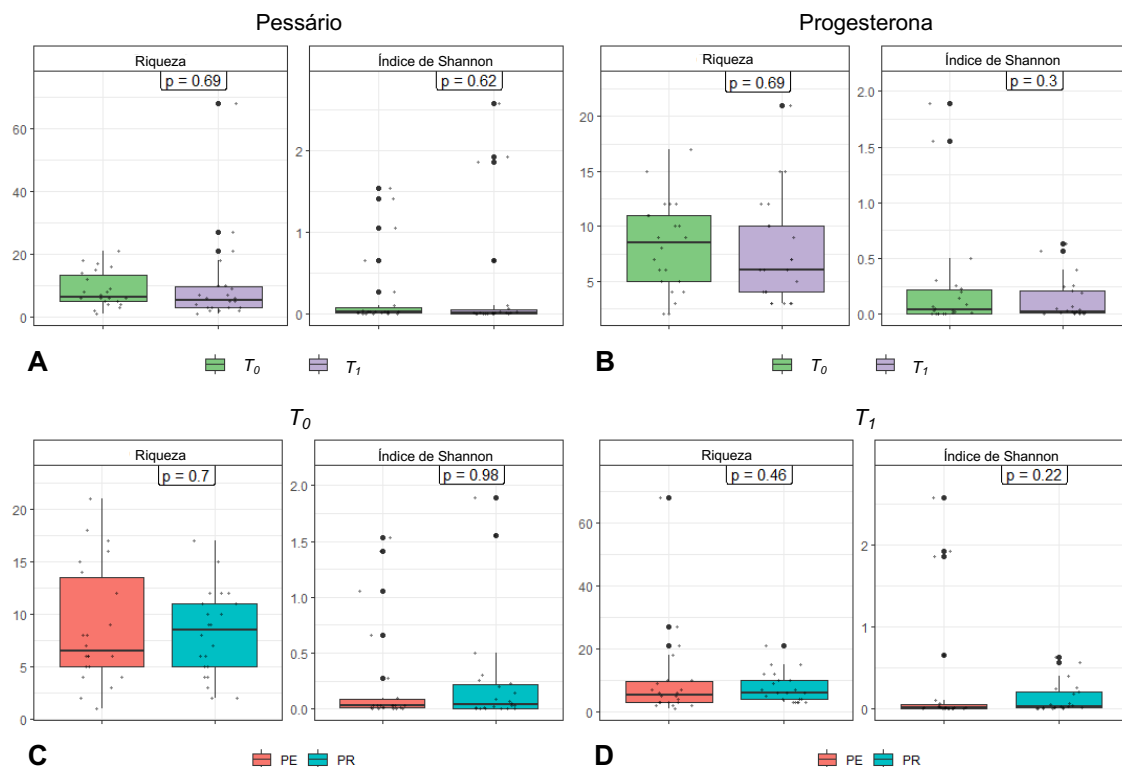 Pessário
Progesterona
Riqueza
Índice de Shannon
Riqueza
Índice de Shannon
p = 0.69
p = 0.62
p = 0.69
p = 0.3
60
40
20
0
2
1
0
20
15
10
5
2.0
1.5
1.0
0.5
0.0
A
T₀
T₁
B
T₀
T₁
T₀
T₁
Riqueza
Índice de Shannon
Riqueza
Índice de Shannon
p = 0.7
p = 0.98
p = 0.46
p = 0.22
20
15
10
5
0
2.0
1.5
1.0
0.5
0.0
60
40
20
0
2
1
0
C
PE
PR
D
PE
PR